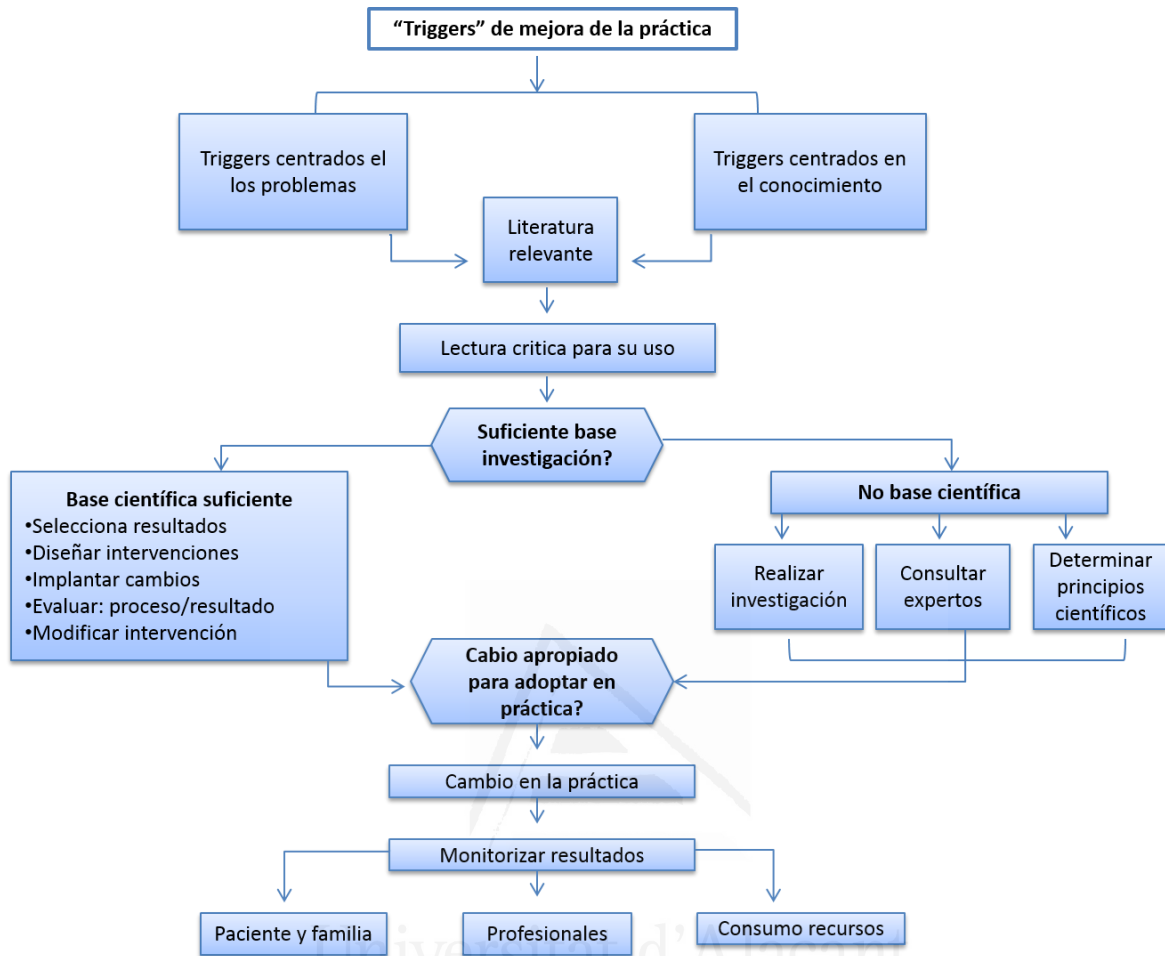 “Triggers” de mejora de la práctica
Triggers centrados el
los problemas
Triggers centrados en
el conocimiento
Literatura
relevante
Lectura critica para su uso
Suficiente base
investigación?
Base científica suficiente
•Selecciona resultados
•Diseñar intervenciones
•Implantar cambios
•Evaluar: proceso/resultado
•Modificar intervención
No base científica
Realizar
investigación
Consultar
expertos
Determinar
principios
científicos
Cabio apropiado
para adoptar en
práctica?
Cambio en la práctica
Monitorizar resultados
Paciente y familia
Profesionales
Consumo recursos
Universitat d'Alacant